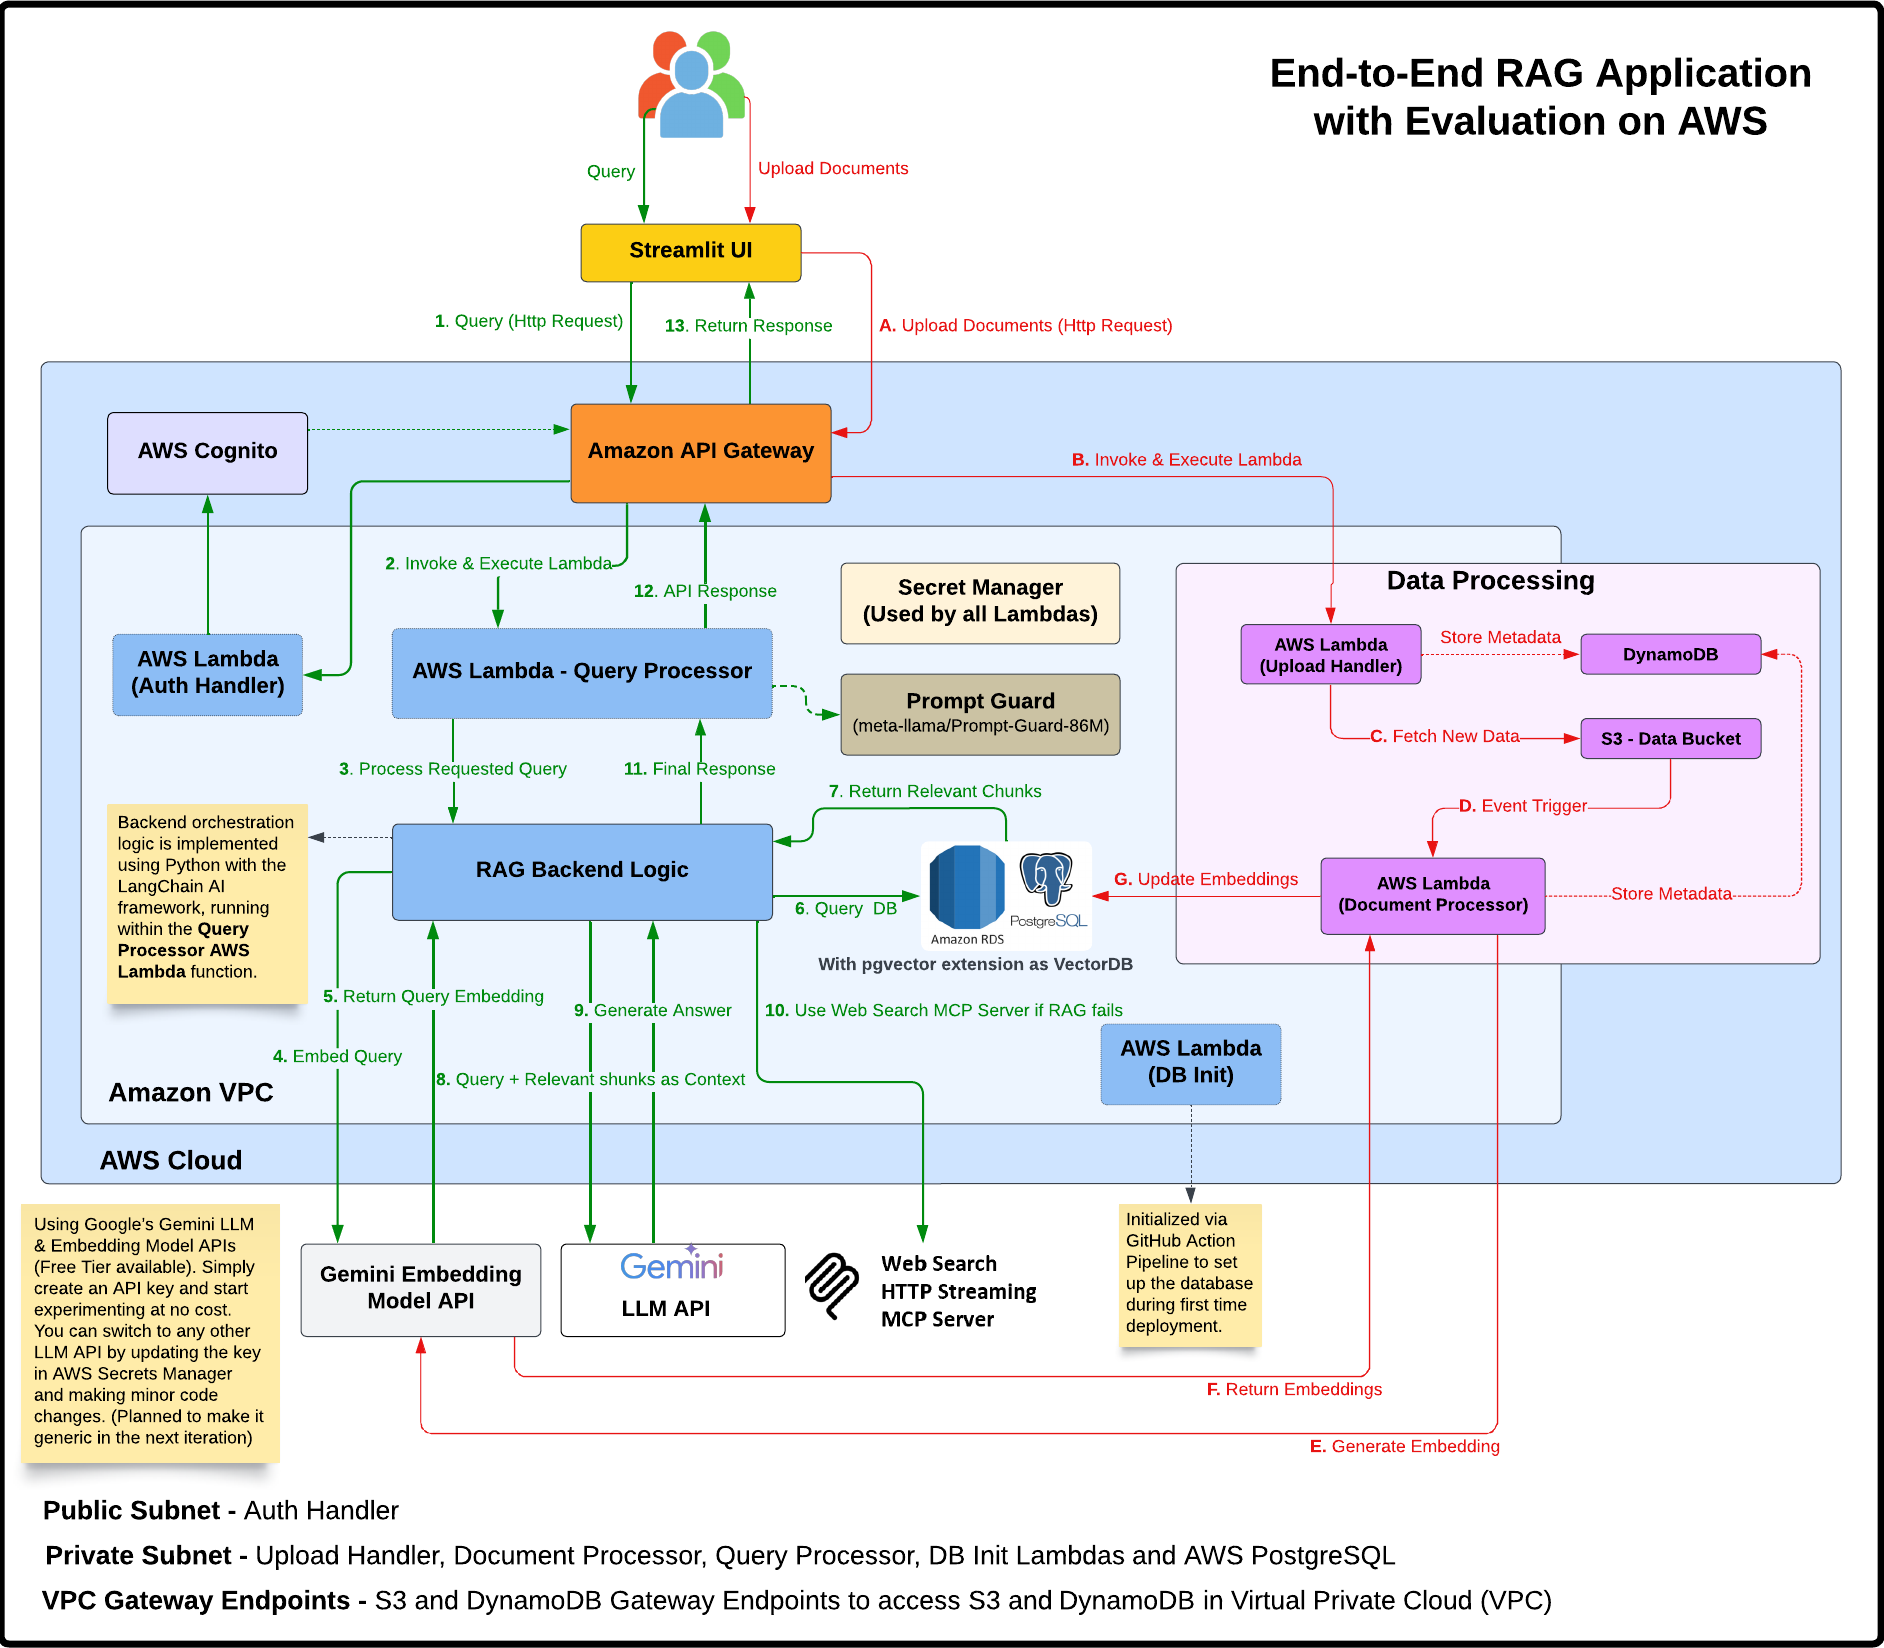 End-to-End RAG Application
with Evaluation on AWS
Query
Upload Documents
Streamlit UI
1. Query (Http Request)
13. Return Response
A. Upload Documents (Http Request)
AWS Cognito
Amazon API Gateway
B. Invoke & Execute Lambda
2. Invoke & Execute Lambda
12. API Response
Secret Manager
(Used by all Lambdas)
Data Processing
AWS Lambda
(Auth Handler)
AWS Lambda - Query Processor
Prompt Guard
(meta-llama/Prompt-Guard-86M)
AWS Lambda
(Upload Handler)
Store Metadata
DynamoDB
C. Fetch New Data
S3 - Data Bucket
3. Process Requested Query
11. Final Response
7. Return Relevant Chunks
D. Event Trigger
Backend orchestration
logic is implemented
using Python with the
LangChain AI
framework, running
within the Query
Processor AWS
Lambda function.
RAG Backend Logic
6. Query DB
Amazon RDS
PostgreSQL
With pgvector extension as VectorDB
G. Update Embeddings
AWS Lambda
(Document Processor)
Store Metadata
5. Return Query Embedding
9. Generate Answer
10. Use Web Search MCP Server if RAG fails
4. Embed Query
8. Query + Relevant shunks as Context
AWS Lambda
(DB Init)
Amazon VPC
AWS Cloud
Using Google's Gemini LLM
& Embedding Model APIs
(Free Tier available). Simply
create an API key and start
experimenting at no cost.
You can switch to any other
LLM API by updating the key
in AWS Secrets Manager
and making minor code
changes. (Planned to make it
generic in the next iteration)
Gemini Embedding
Model API
Gemini
LLM API
Web Search
HTTP Streaming
MCP Server
Initialized via
GitHub Action
Pipeline to set
up the database
during first time
deployment.
F. Return Embeddings
E. Generate Embedding
Public Subnet - Auth Handler
Private Subnet - Upload Handler, Document Processor, Query Processor, DB Init Lambdas and AWS PostgreSQL
VPC Gateway Endpoints - S3 and DynamoDB Gateway Endpoints to access S3 and DynamoDB in Virtual Private Cloud (VPC)